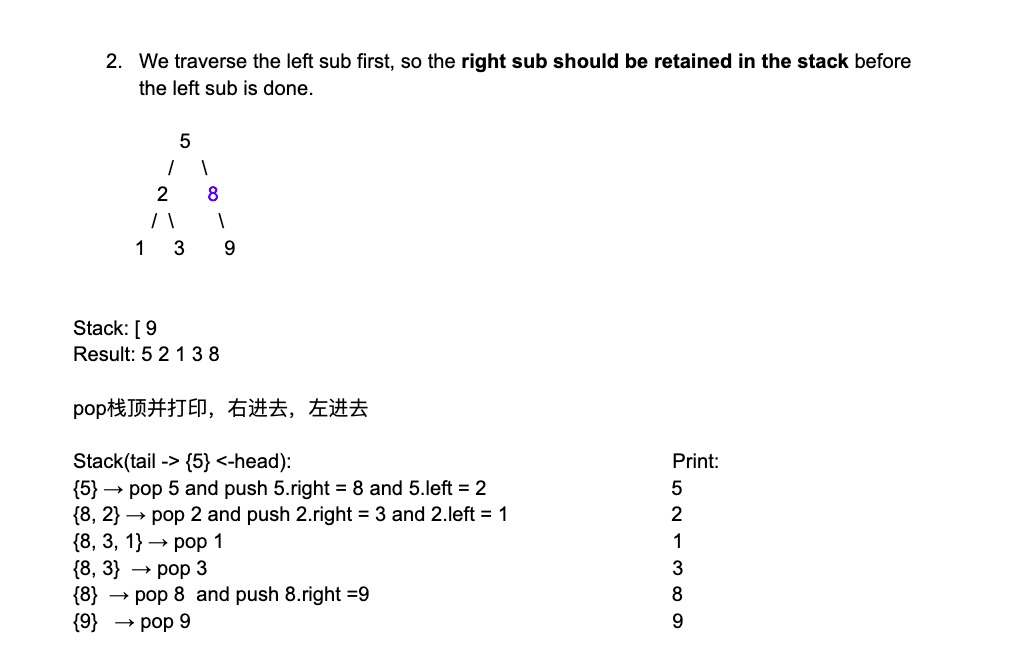 2. We traverse the left sub first, so the right sub should be retained in the stack before
the left sub is done.
5
/ \
2 8
/ \ \
1 3 9
Stack: [ 9
Result: 5 2 1 3 8
pop栈顶并打印，右进去，左进去
Stack(tail -> {5} <-head): Print:
{5} → pop 5 and push 5.right = 8 and 5.left = 2 5
{8, 2} → pop 2 and push 2.right = 3 and 2.left = 1 2
{8, 3, 1} → pop 1 1
{8, 3} → pop 3 3
{8} → pop 8 and push 8.right =9 8
{9} → pop 9 9